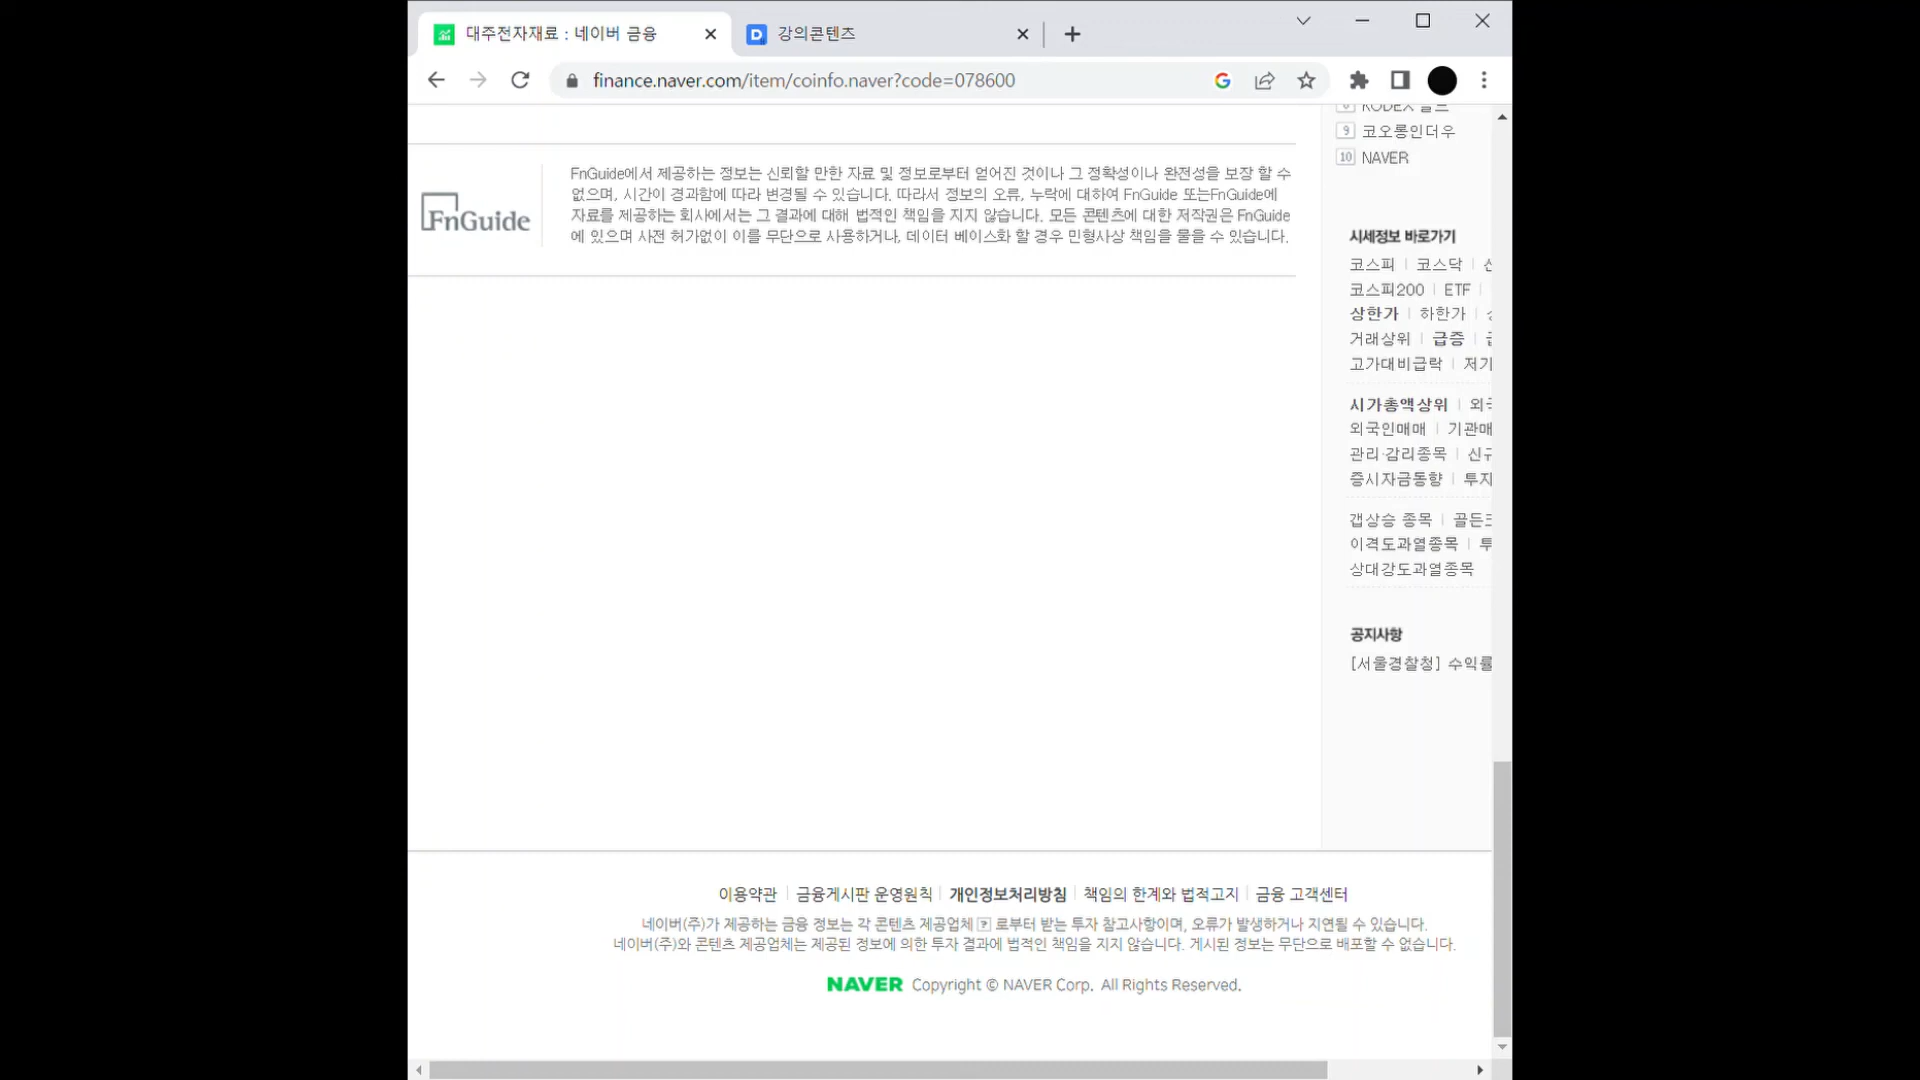 대주전자재료 : 네이버 금융
강의콘텐츠
finance.naver.com/item/coinfo.naver?code=078600
9 코오롱인더우
10 NAVER
FnGuide
FnGuide에서 제공하는 정보는 신뢰할 만한 자료 및 정보로부터 얻어진 것이나 그 정확성이나 완전성을 보장 할 수
없으며, 시간이 경과함에 따라 변경될 수 있습니다. 따라서 정보의 오류, 누락에 대하여 FnGuide 또는FnGuide에
자료를 제공하는 회사에서는 그 결과에 대해 법적인 책임을 지지 않습니다. 모든 콘텐츠에 대한 저작권은 FnGuide
에 있으며 사전 허가없이 이를 무단으로 사용하거나, 데이터 베이스화 할 경우 민형사상 책임을 물을 수 있습니다.
시세정보 바로가기
코스피 | 코스닥 |
코스피200 | ETF |
상한가 | 하한가 |
거래상위 | 급증 |
고가대비급락 | 저가
시가총액상위 |
외국인매매 | 기관매
관리·감리종목 | 신규
증시자금동향 | 투자
갭상승 종목 | 골든
이격도과열종목 | 투
상대강도과열종목
공지사항
[서울경찰청] 수익률
이용약관 | 금융게시판 운영원칙 | 개인정보처리방침 | 책임의 한계와 법적고지 | 금융 고객센터
네이버(주)가 제공하는 금융 정보는 각 콘텐츠 제공업체 ? 로부터 받는 투자 참고사항이며, 오류가 발생하거나 지연될 수 있습니다.
네이버(주)와 콘텐츠 제공업체는 제공된 정보에 의한 투자 결과에 법적인 책임을 지지 않습니다. 게시된 정보는 무단으로 배포할 수 없습니다.
NAVER Copyright © NAVER Corp. All Rights Reserved.